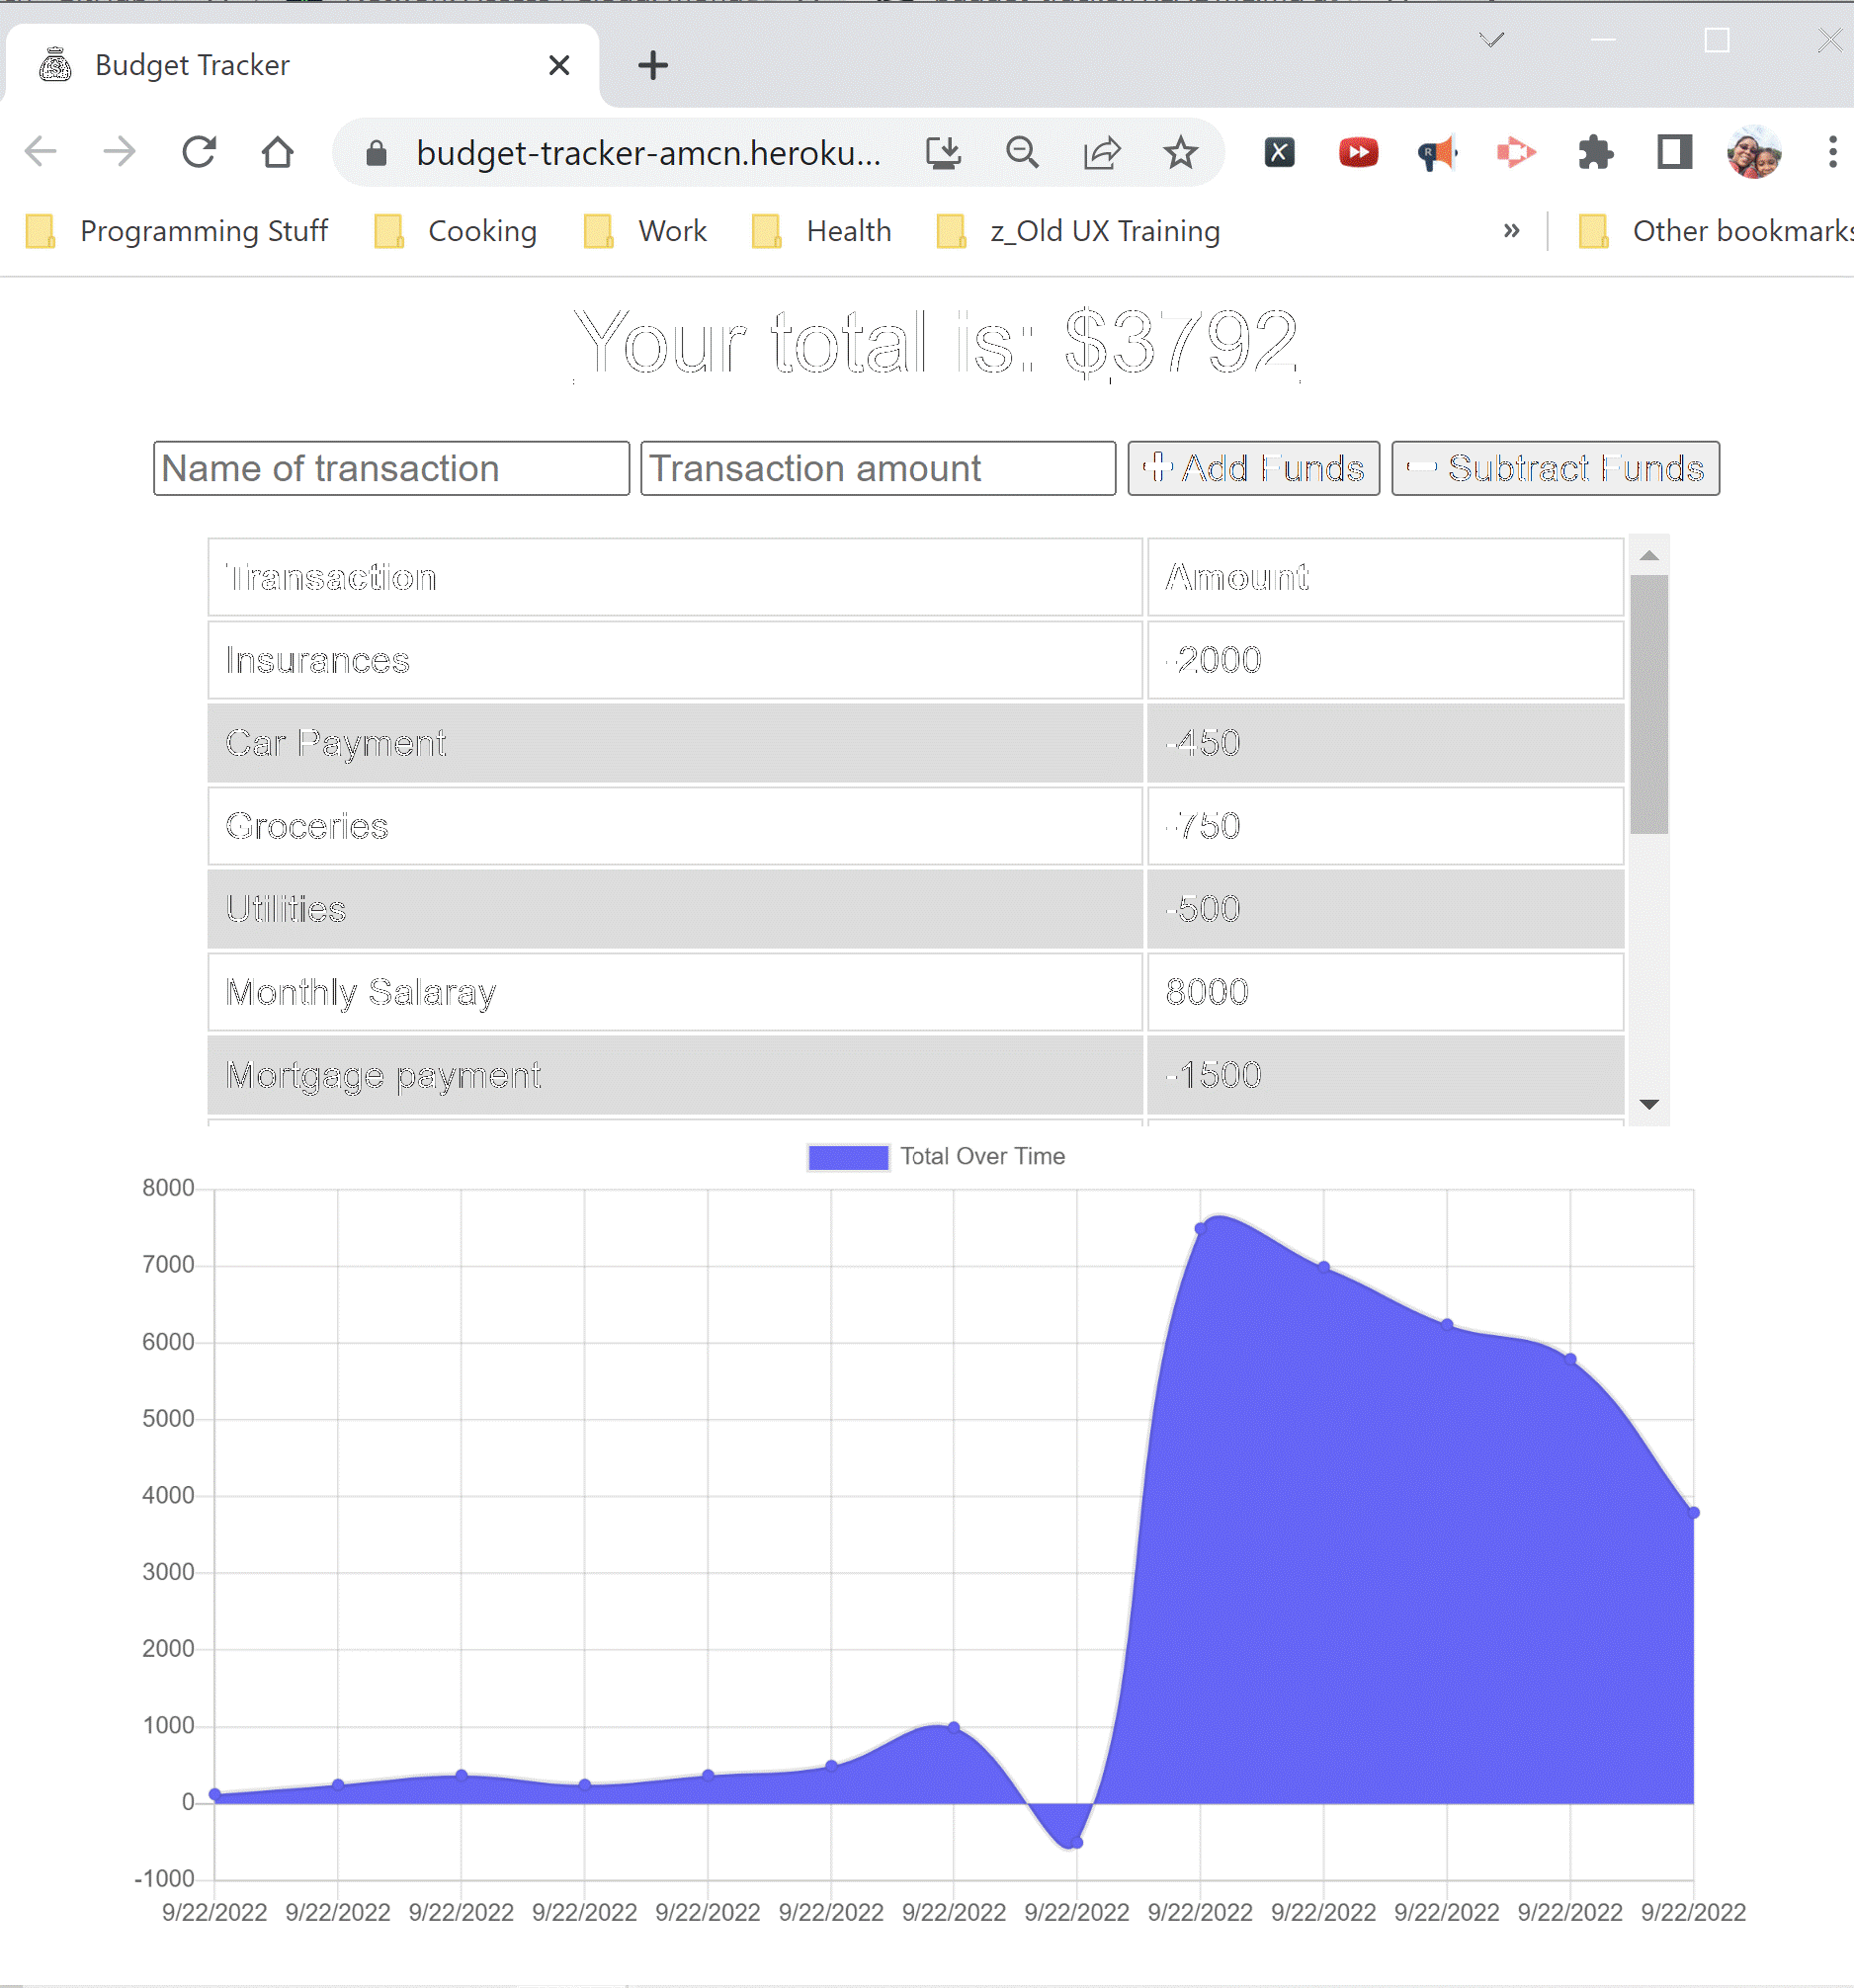 Budget Tracker
budget-tracker-amcn.heroku...
Programming Stuff Cooking Work Health z_Old UX Training » Other bookmarks
Your total is: $3792
Name of transaction Transaction amount + Add Funds - Subtract Funds
Transaction Amount
Insurances -2000
Car Payment -450
Groceries -750
Utilities -500
Monthly Salaray 8000
Mortgage payment -1500
Total Over Time
8000
7000
6000
5000
4000
3000
2000
1000
0
-1000
9/22/2022 9/22/2022 9/22/2022 9/22/2022 9/22/2022 9/22/2022 9/22/2022 9/22/2022 9/22/2022 9/22/2022 9/22/2022 9/22/2022 9/22/2022